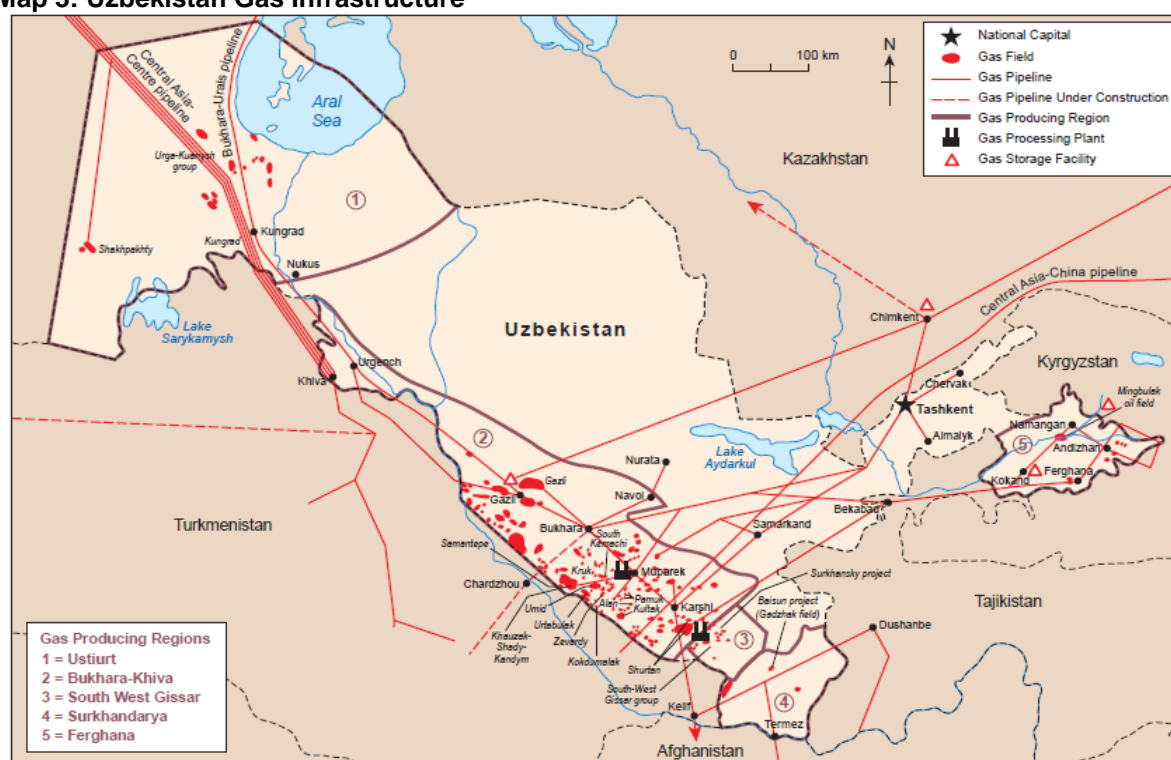 Map 3: Uzbekistan Gas Infrastructure
National Capital
Gas Field
Gas Pipeline
Gas Pipeline Under Construction
Gas Producing Region
Gas Processing Plant
Gas Storage Facility
0 100 km
N
Central Asia-
Centre pipeline
Bukhara-Urals pipeline
Aral
Sea
Urga-Kuanysh
group
Kazakhstan
1
Shakhpakhty
Kungrad
Kungrad
Nukus
Lake
Sarykamysh
Uzbekistan
Central Asia-China pipeline
Chimkent
Kyrgyzstan
Chervak
Tashkent
Mingbulak
oil field
Urgench
Khiva
Namangan
Almalyk
5
Andizhan
2
Lake
Aydarkul
Nurata
Kokand
Ferghana
Gazli
Gazli
Navoi
Bekabad
Turkmenistan
Bukhara
Samarkand
South
Kemachi
Samantepe
Kruk
Mubarek
Surkhansky project
Chardzhou
Umid
Alan
Pamuk
Kultak
Karshi
Baisun project
(Gadzhak field)
Tajikistan
Urtabulak
Khauzak-
Shady-
Kandym
Zevardy
Kokdumalak
Shurtan
3
Dushanbe
South-West
Gissar group
4
Kelif
Termez
Afghanistan
Gas Producing Regions
1 = Ustiurt
2 = Bukhara-Khiva
3 = South West Gissar
4 = Surkhandarya
5 = Ferghana